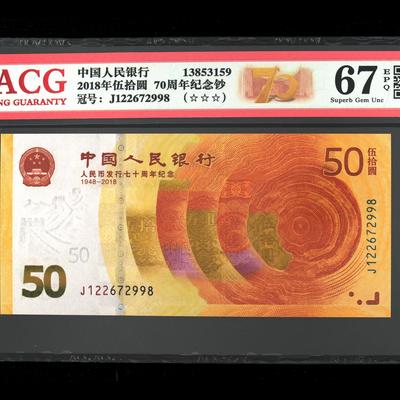 ACG
NG GUARANTY
中国人民银行 13853159
2018年伍拾圆 70周年纪念钞
冠号: J122672998 (☆☆☆)
70
67 EPQ
Superb Gem Unc
中国人民银行
人民币发行七十周年纪念
1948-2018
50 伍拾圆
J122672998
50
50
J122672998